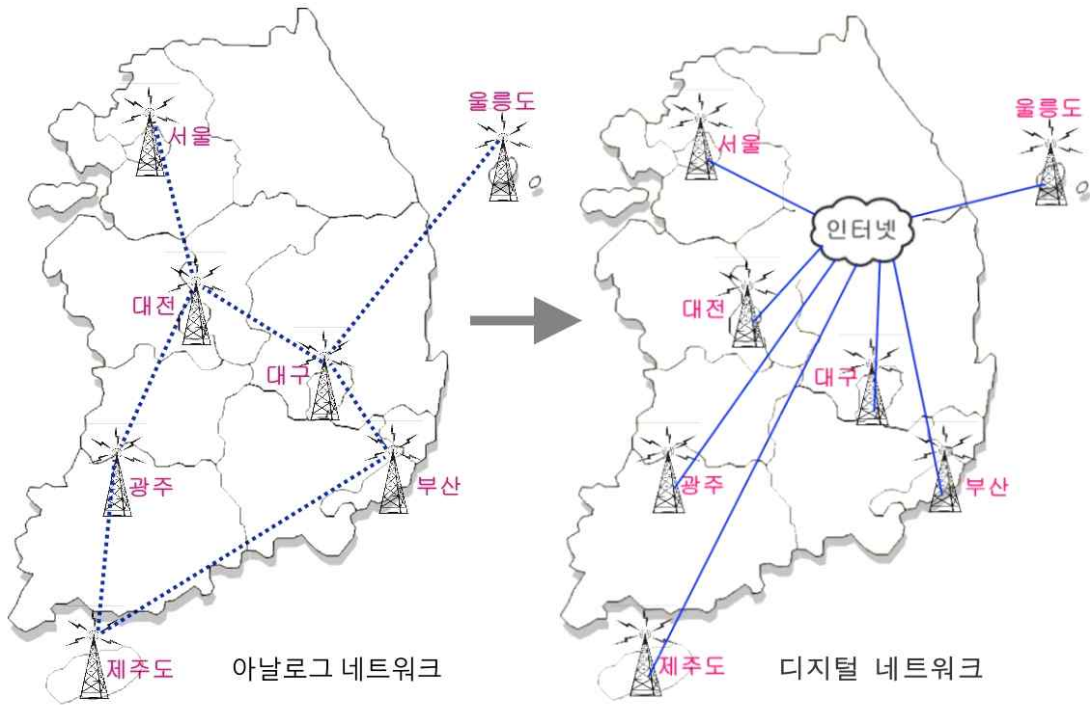 서울
울릉도
대전
대구
광주
부산
제주도
아날로그 네트워크
서울
울릉도
인터넷
대전
대구
광주
부산
제주도
디지털 네트워크